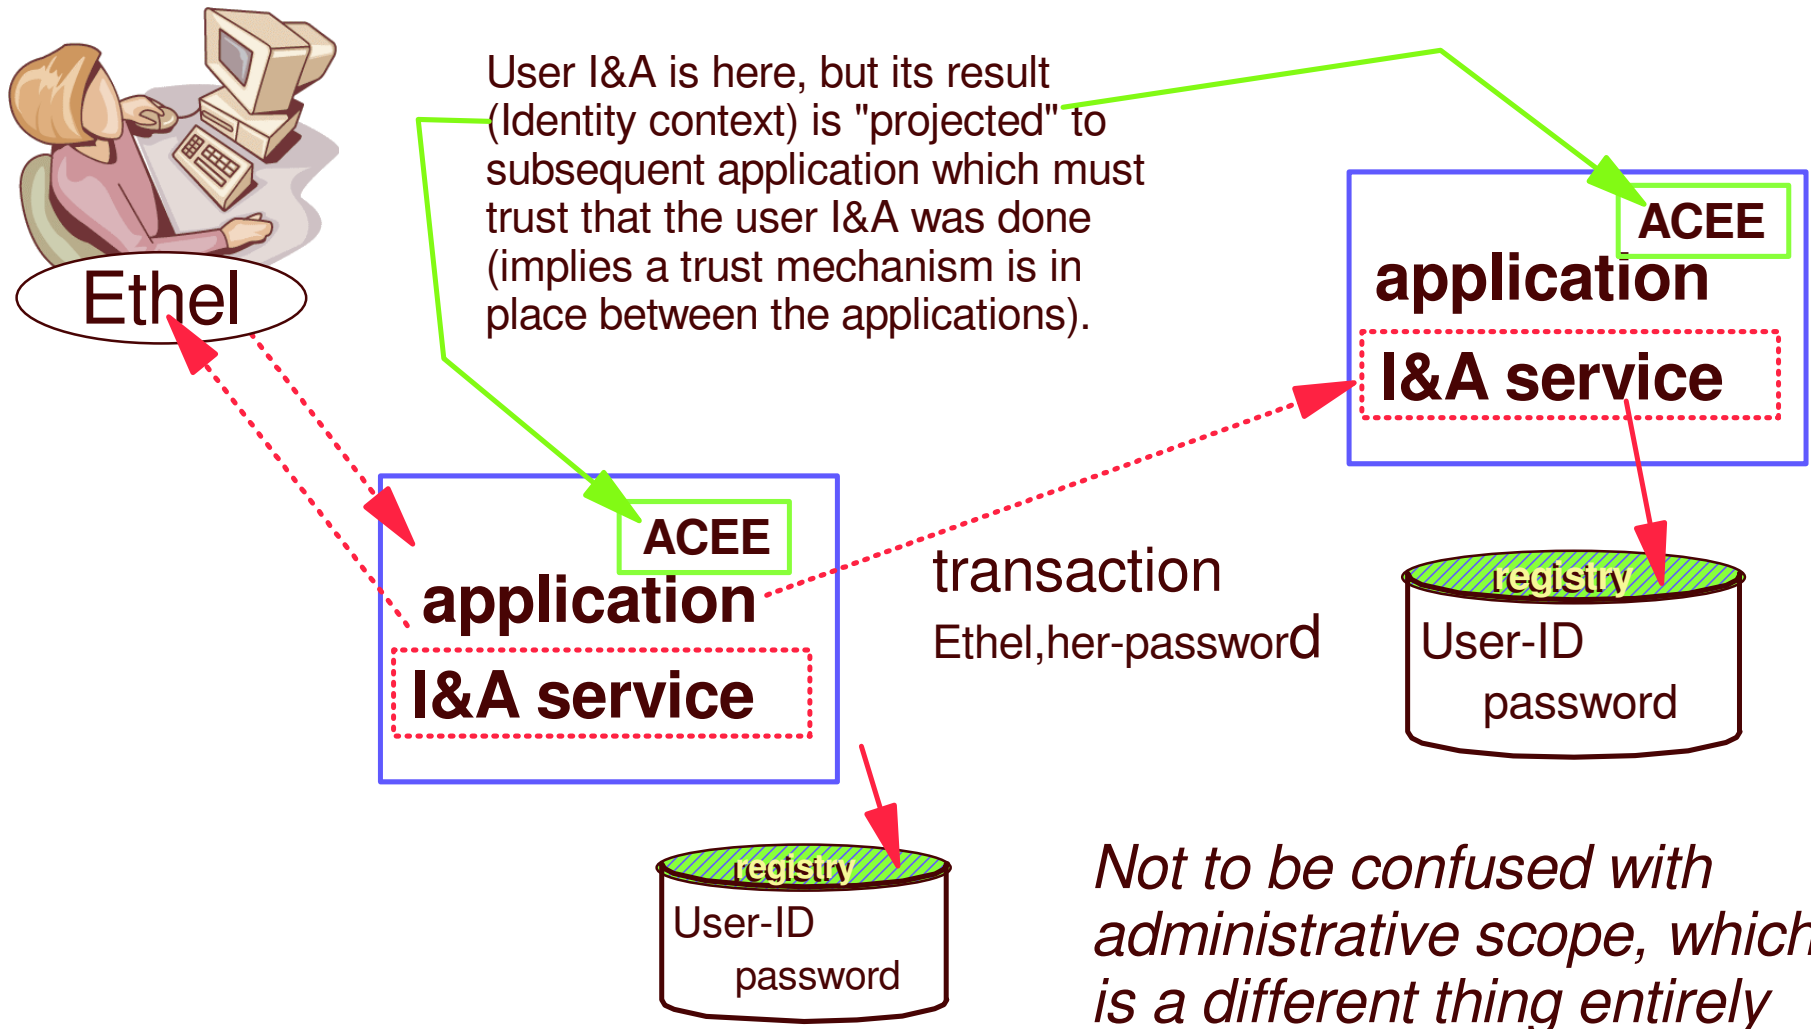 User I&A is here, but its result
(Identity context) is "projected" to
subsequent application which must
trust that the user I&A was done
(implies a trust mechanism is in
place between the applications).
Ethel
ACEE
application
I&A service
ACEE
application
I&A service
transaction
Ethel,her-password
registry
User-ID
password
registry
User-ID
password
Not to be confused with
administrative scope, which
is a different thing entirely